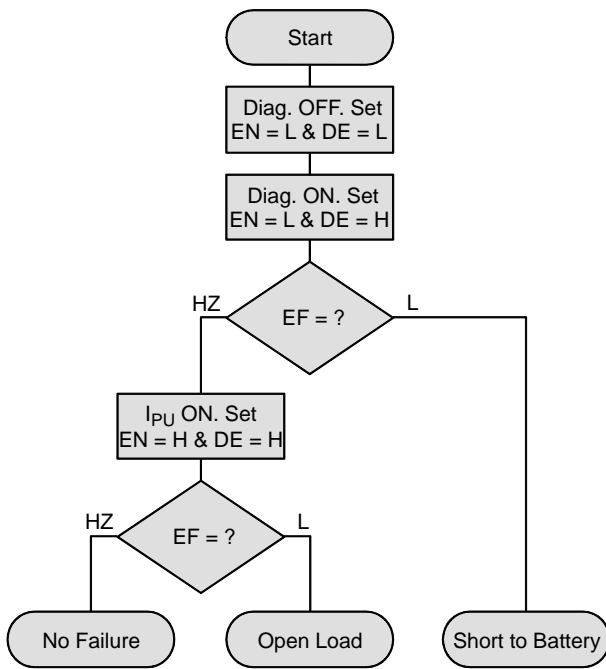 Start
Diag. OFF. Set
EN = L & DE = L
Diag. ON. Set
EN = L & DE = H
HZ
EF = ?
L
IPU ON. Set
EN = H & DE = H
HZ
EF = ?
L
No Failure
Open Load
Short to Battery